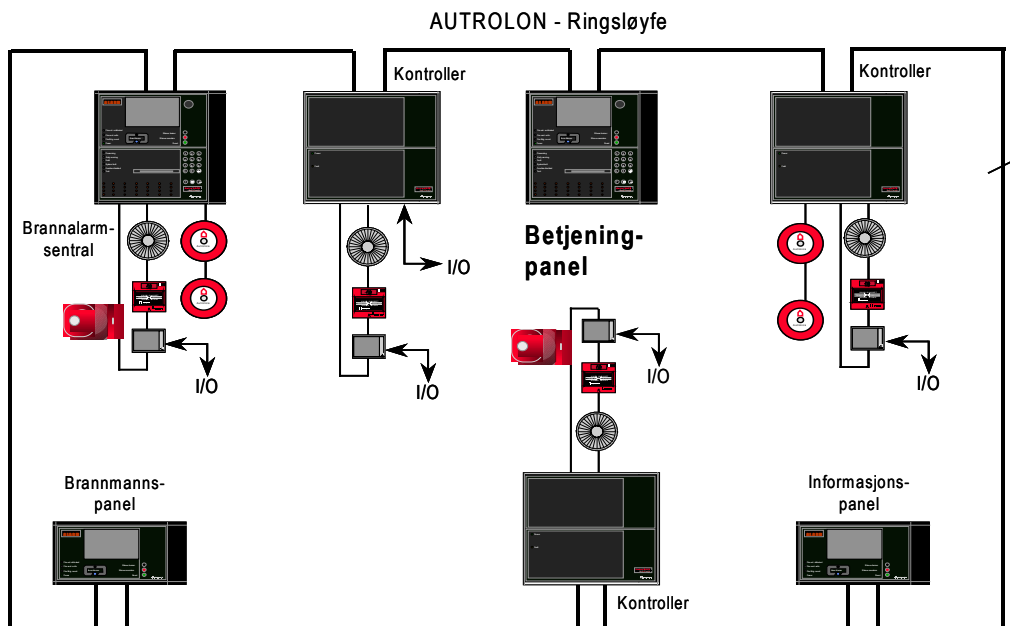 AUTROLON - Ringsløyfe
Kontroller
Kontroller
Brannalarm-
sentral
Betjening-
panel
I/O
I/O
I/O
I/O
I/O
Brannmanns-
panel
Informasjons-
panel
Kontroller